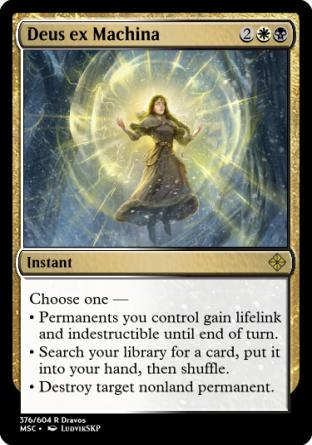 Deus ex Machina 2
Instant
Choose one —
• Permanents you control gain lifelink
and indestructible until end of turn.
• Search your library for a card, put it
into your hand, then shuffle.
• Destroy target nonland permanent.
376/604 R Dravos
MSC • LudvikSKP